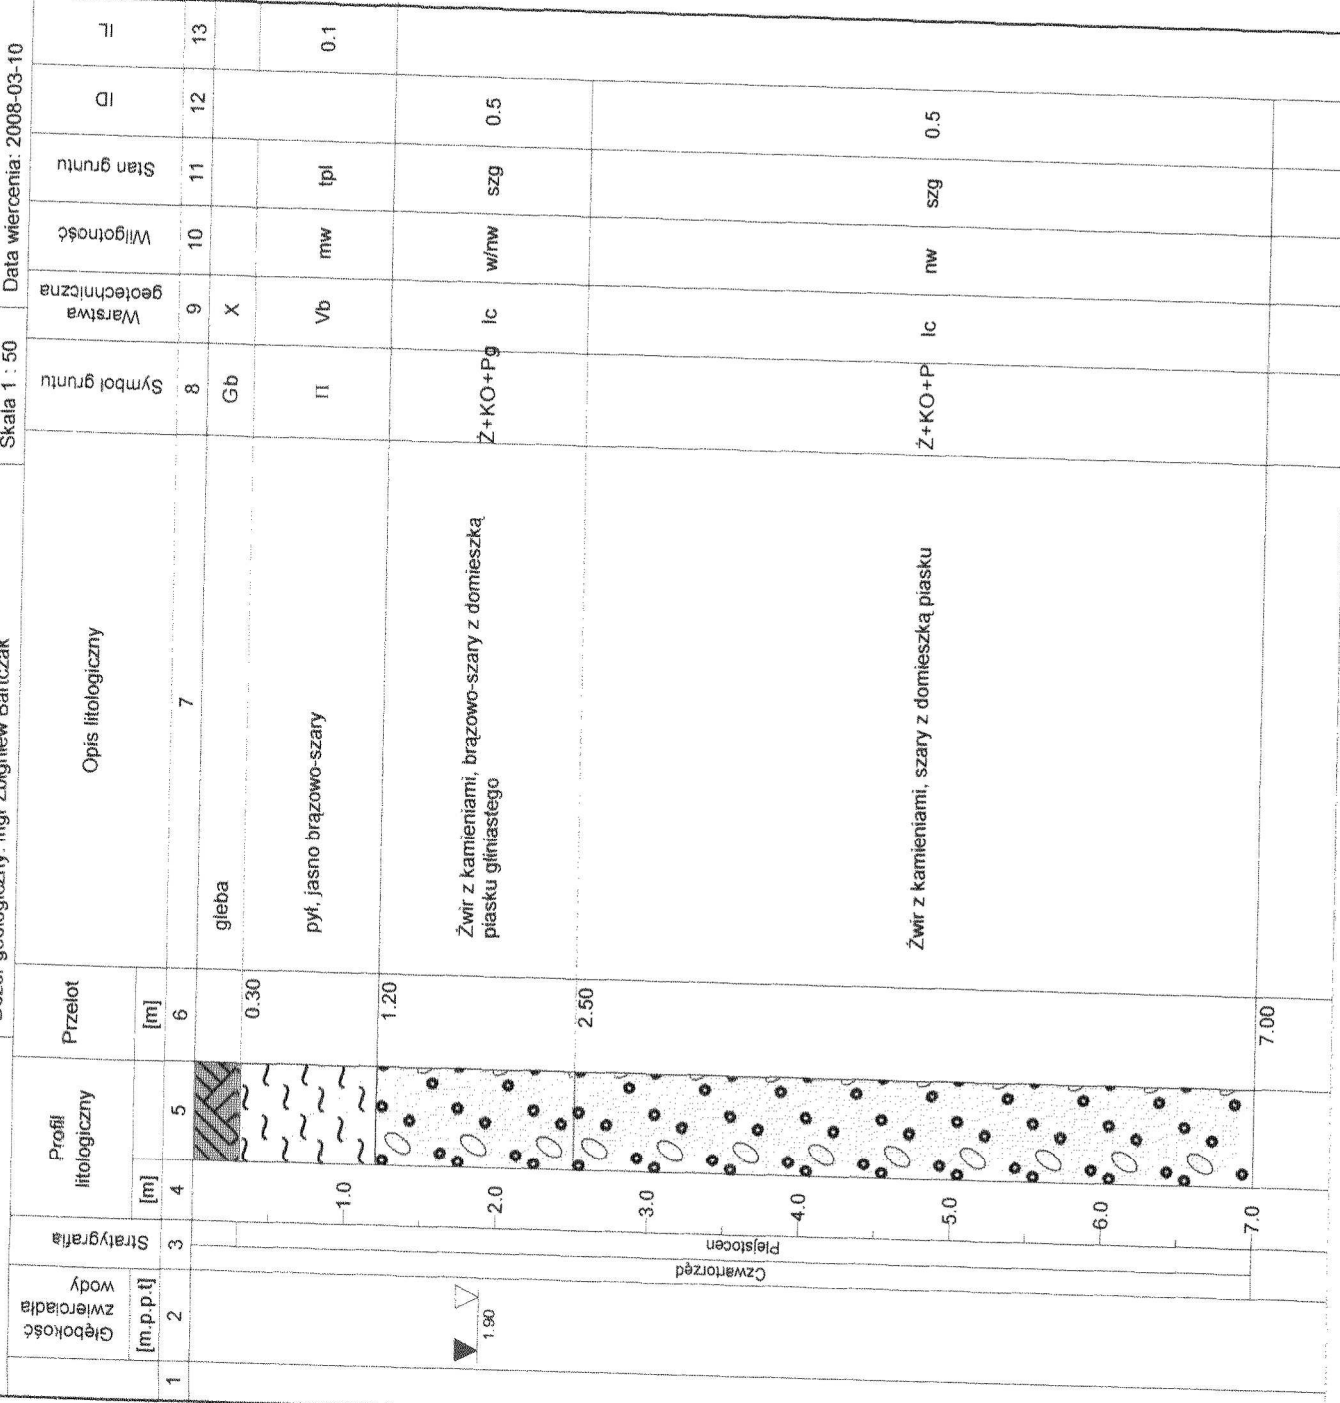 Skala 1 : 50
Data wiercenia: 2008-03-10
Głębokość
zwierciadła
wody
[m.p.p.t]
Stratygrafia
Profil
litologiczny
[m]
Przelot
[m]
Opis litologiczny
Symbol gruntu
Warstwa
geotechniczna
Wilgotność
Stan gruntu
ID
IL
1 2 3 4 5 6 7 8 9 10 11 12 13
0.30
gleba
Gb X
pył, jasno brązowo-szary
Π Vb mw tpl 0.1
1.0
1.20
Żwir z kamieniami, brązowo-szary z domieszką
piasku gliniastego
Ż+KO+Pg Ic w/nw szg 0.5
1.90
2.0
2.50
Żwir z kamieniami, szary z domieszką piasku
Ż+KO+P Ic nw szg 0.5
3.0
Czwartorzęd
Plejstocen
4.0
5.0
6.0
7.0
7.00